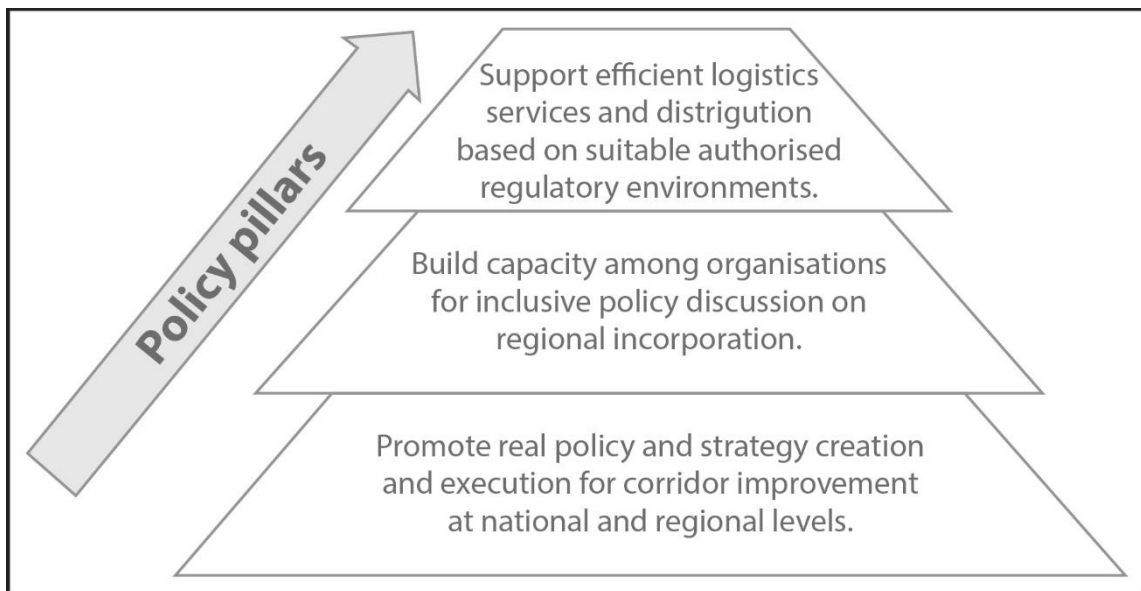 Policy pillars
Support efficient logistics
services and distrigution
based on suitable authorised
regulatory environments.
Build capacity among organisations
for inclusive policy discussion on
regional incorporation.
Promote real policy and strategy creation
and execution for corridor improvement
at national and regional levels.